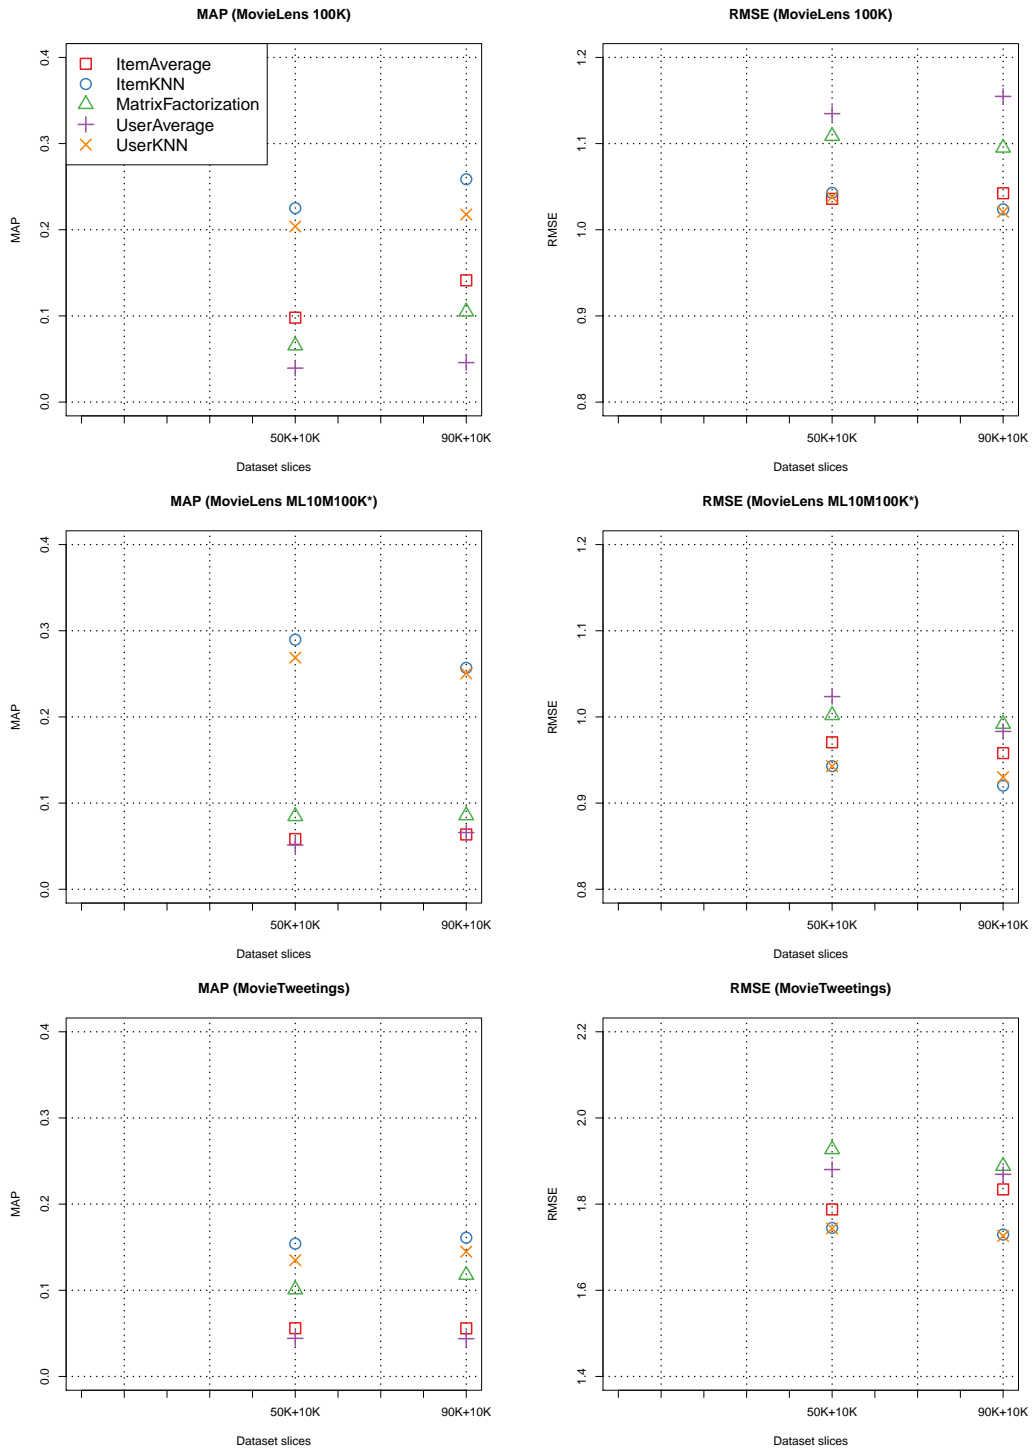 MAP (MovieLens 100K)
0.4
0.3
0.2
0.1
0.0
MAP
ItemAverage
ItemKNN
MatrixFactorization
UserAverage
UserKNN
50K+10K 90K+10K
Dataset slices
RMSE (MovieLens 100K)
1.2
1.1
1.0
0.9
0.8
RMSE
50K+10K 90K+10K
Dataset slices
MAP (MovieLens ML10M100K*)
0.4
0.3
0.2
0.1
0.0
MAP
50K+10K 90K+10K
Dataset slices
RMSE (MovieLens ML10M100K*)
1.2
1.1
1.0
0.9
0.8
RMSE
50K+10K 90K+10K
Dataset slices
MAP (MovieTweetings)
0.4
0.3
0.2
0.1
0.0
MAP
50K+10K 90K+10K
Dataset slices
RMSE (MovieTweetings)
2.2
2.0
1.8
1.6
1.4
RMSE
50K+10K 90K+10K
Dataset slices